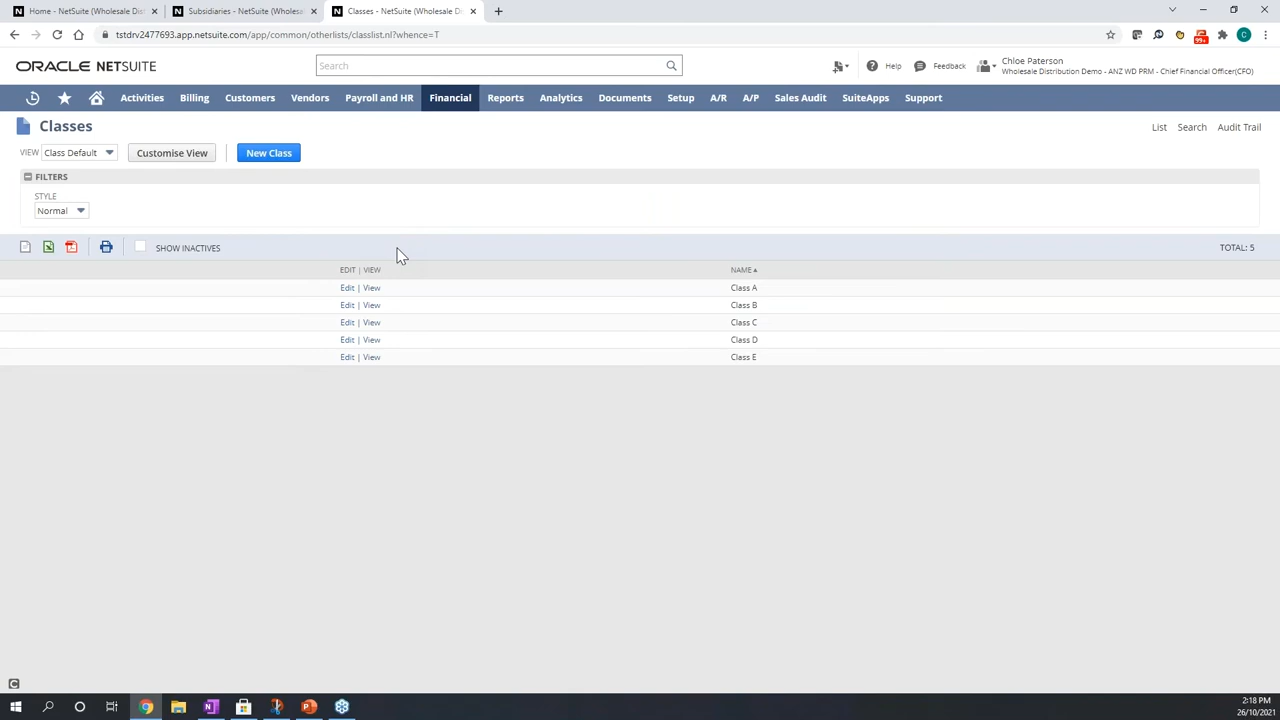 Home - NetSuite (Wholesale Dis
Subsidiaries - NetSuite (Wholesa
Classes - NetSuite (Wholesale Di
tstdrv2477693.app.netsuite.com/app/common/otherlists/classlist.nl?whence=T
99+
C
ORACLE NETSUITE
Search
Help
Feedback
Chloe Paterson
Wholesale Distribution Demo - ANZ WD PRM - Chief Financial Officer(CFO)
Activities Billing Customers Vendors Payroll and HR Financial Reports Analytics Documents Setup A/R A/P Sales Audit SuiteApps Support
Classes
List Search Audit Trail
VIEW Class Default Customise View New Class
FILTERS
STYLE
Normal
SHOW INACTIVES TOTAL: 5
EDIT | VIEW NAME
Edit | View Class A
Edit | View Class B
Edit | View Class C
Edit | View Class D
Edit | View Class E
2:18 PM
26/10/2021